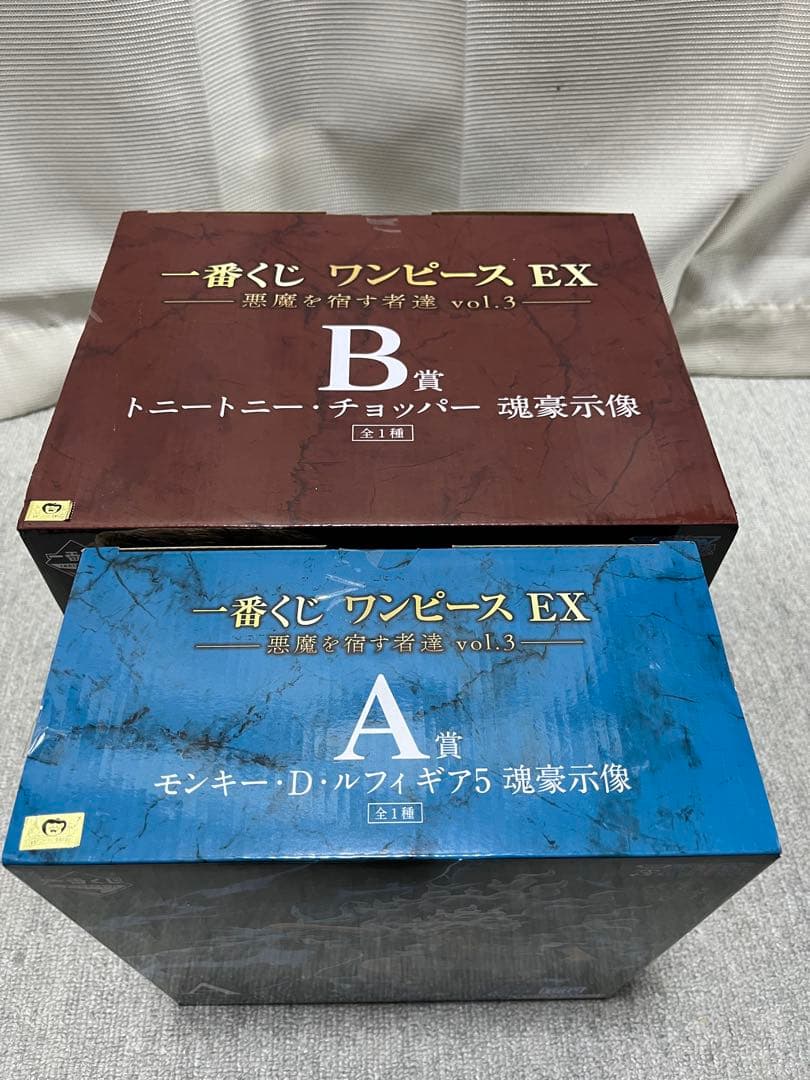 一番くじ ワンピース EX
悪魔を宿す者達 vol.3
B賞
トニートニー・チョッパー 魂豪示像
全1種
一番くじ ワンピース EX
悪魔を宿す者達 vol.3
A賞
モンキー・D・ルフィ ギア5 魂豪示像
全1種